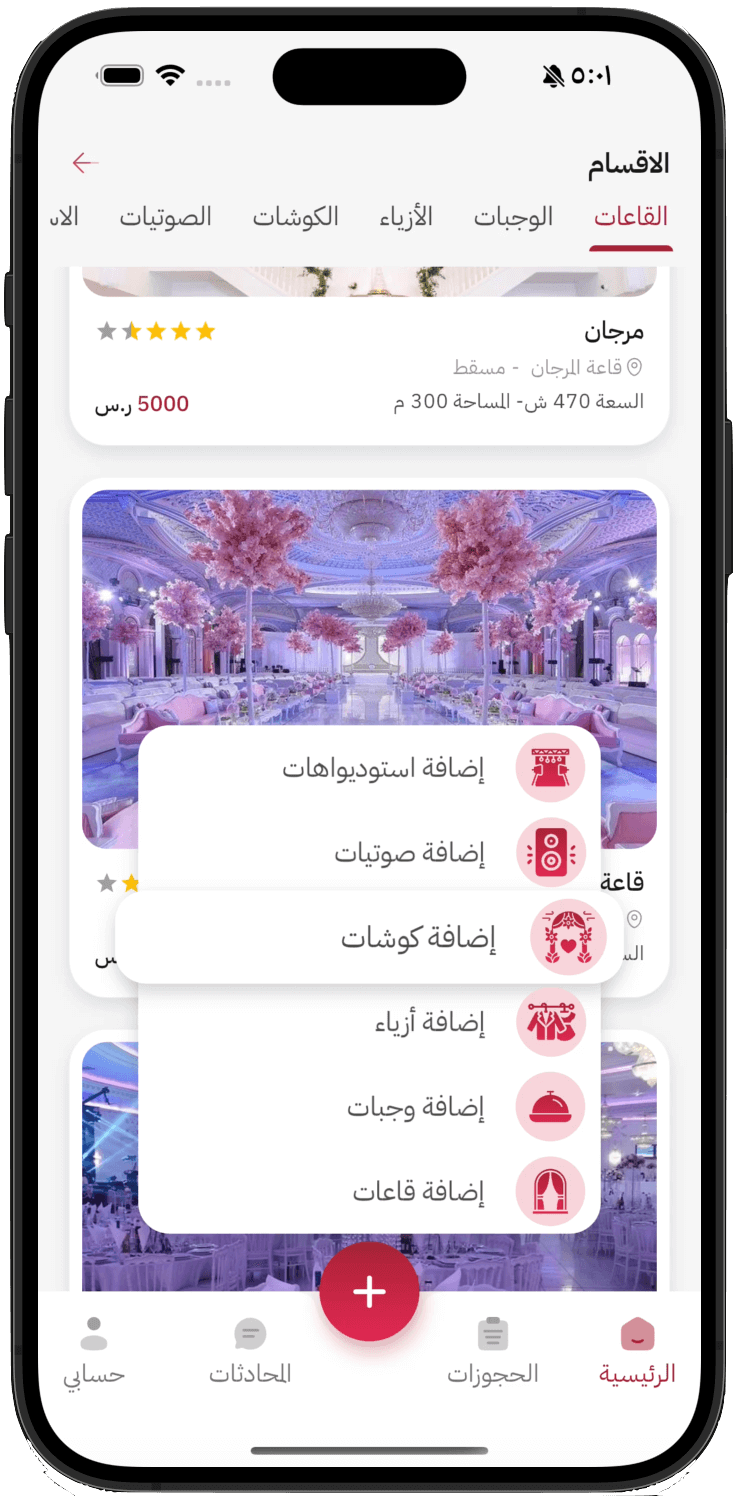 ٥:٠١
الاقسام
القاعات الوجبات الأزياء الكوشات الصوتيات
مرجان
قاعة المرجان - مسقط
السعة 470 ش- المساحة 300 م
5000 ر.س
قاعة
إضافة استوديواهات
إضافة صوتيات
إضافة كوشات
إضافة أزياء
إضافة وجبات
إضافة قاعات
+
الرئيسية الحجوزات المحادثات حسابي